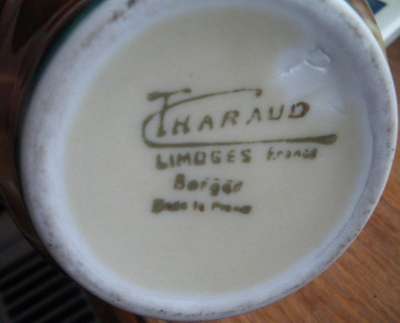 THARAUD
LIMOGES France
Berger
Made in France